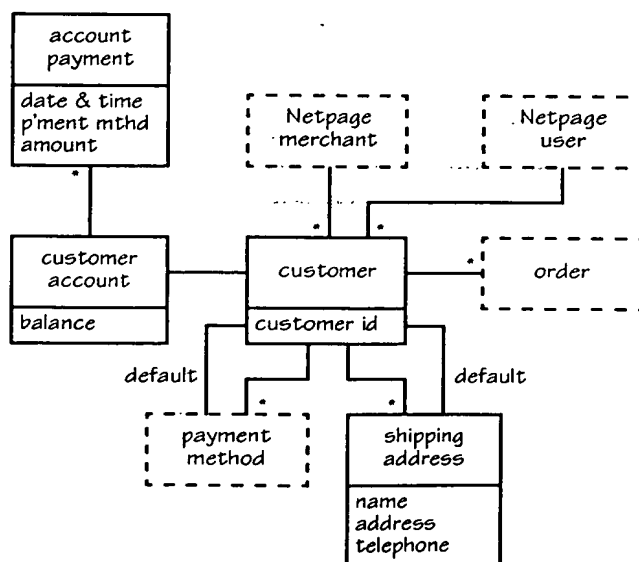 account
payment
date & time
p'ment mthd
amount
*
Netpage
merchant
*
Netpage
user
*
customer
account
balance
customer
customer id
*
order
default
*
payment
method
*
default
shipping
address
name
address
telephone